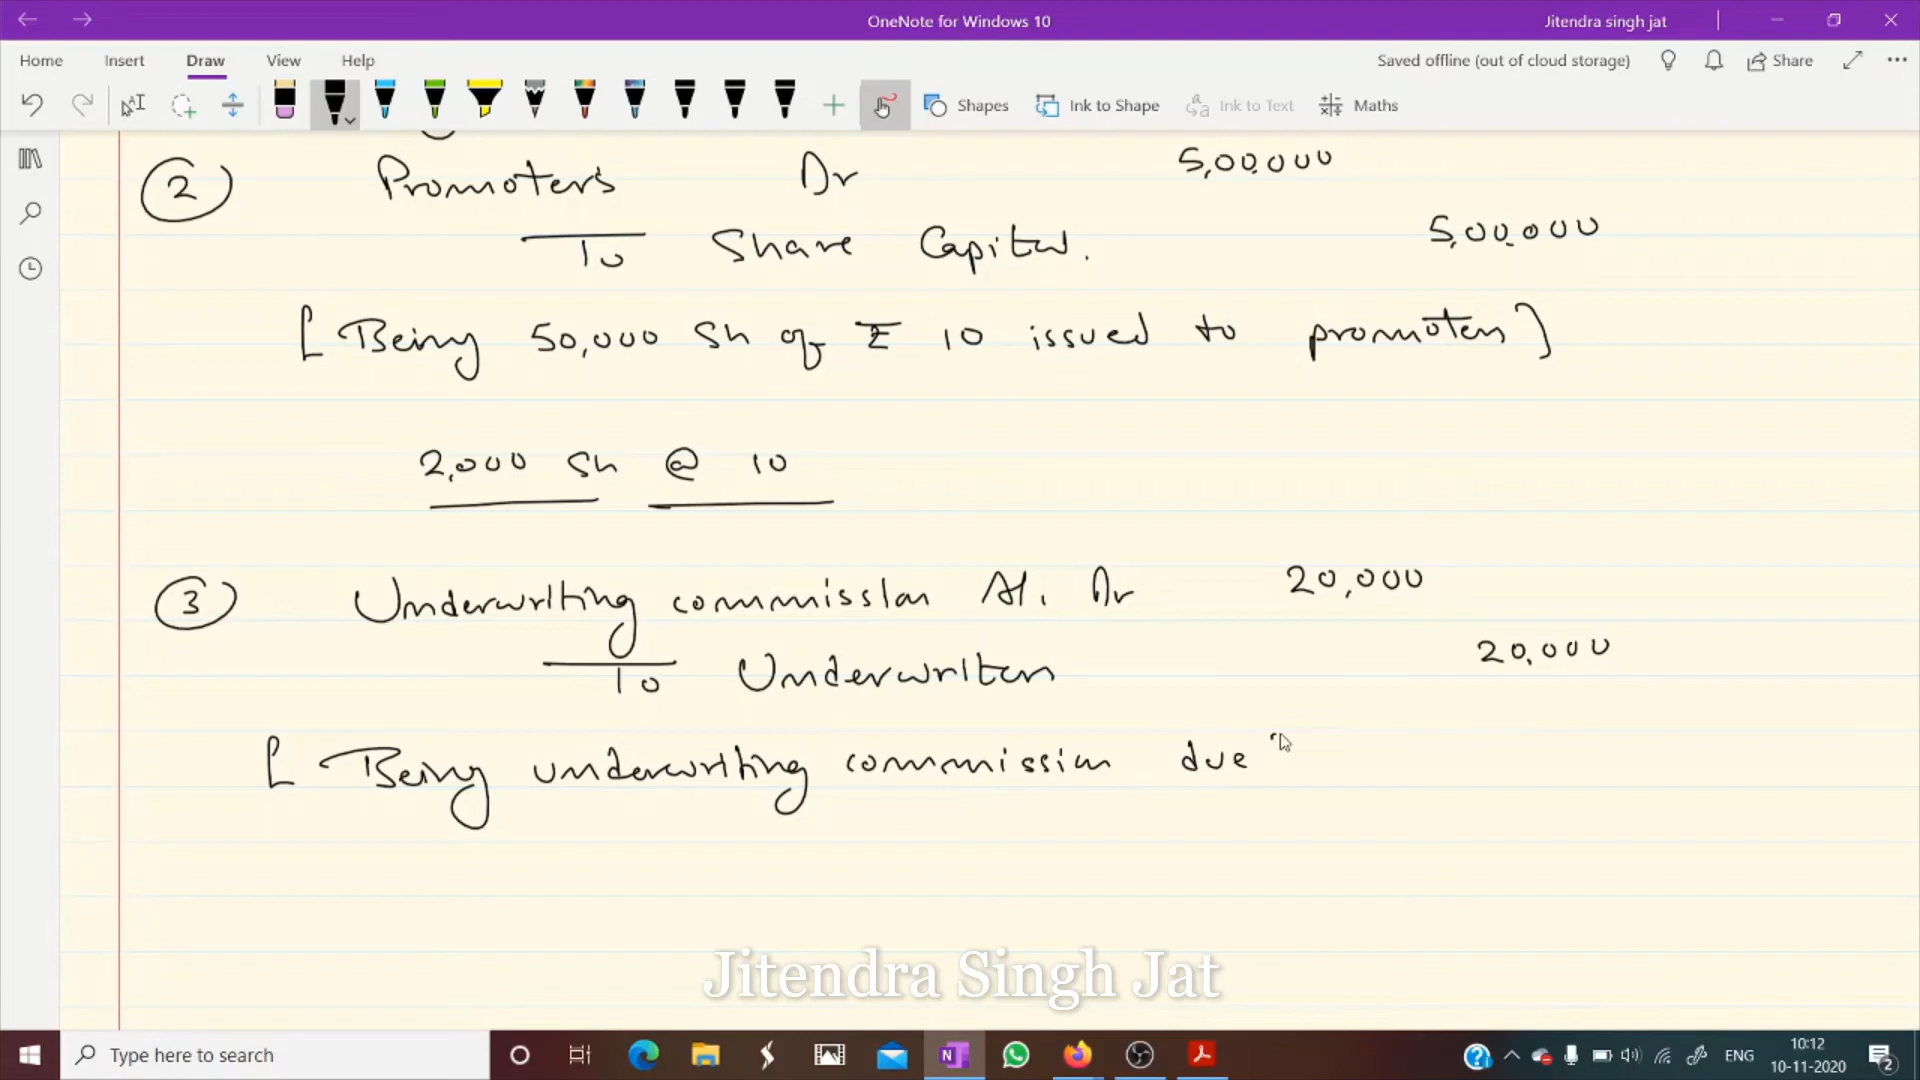 OneNote for Windows 10
Jitendra singh jat
Home Insert Draw View Help
Saved offline (out of cloud storage)
Share
Shapes
Ink to Shape
Ink to Text
Maths
2 Promoters Dr 5,00,000
To Share Capital. 5,00,000
[ Being 50,000 Sh of ₹ 10 issued to promoters ]
2,000 Sh @ 10
3 Underwriting commission A/c. Dr 20,000
To Underwriters 20,000
[ Being underwriting commission due
Jitendra Singh Jat
Type here to search
ENG
10:12
10-11-2020
2